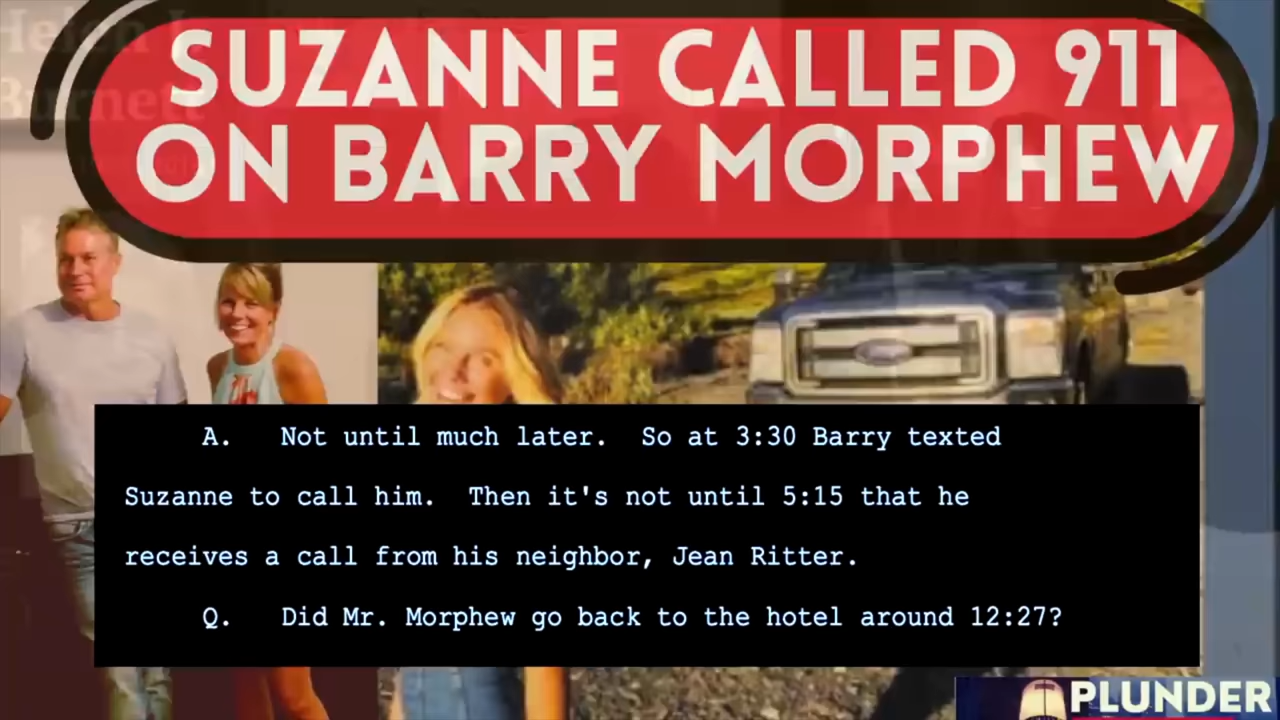 SUZANNE CALLED 911
ON BARRY MORPHEW
A. Not until much later. So at 3:30 Barry texted
Suzanne to call him. Then it's not until 5:15 that he
receives a call from his neighbor, Jean Ritter.
Q. Did Mr. Morphew go back to the hotel around 12:27?
PLUNDER